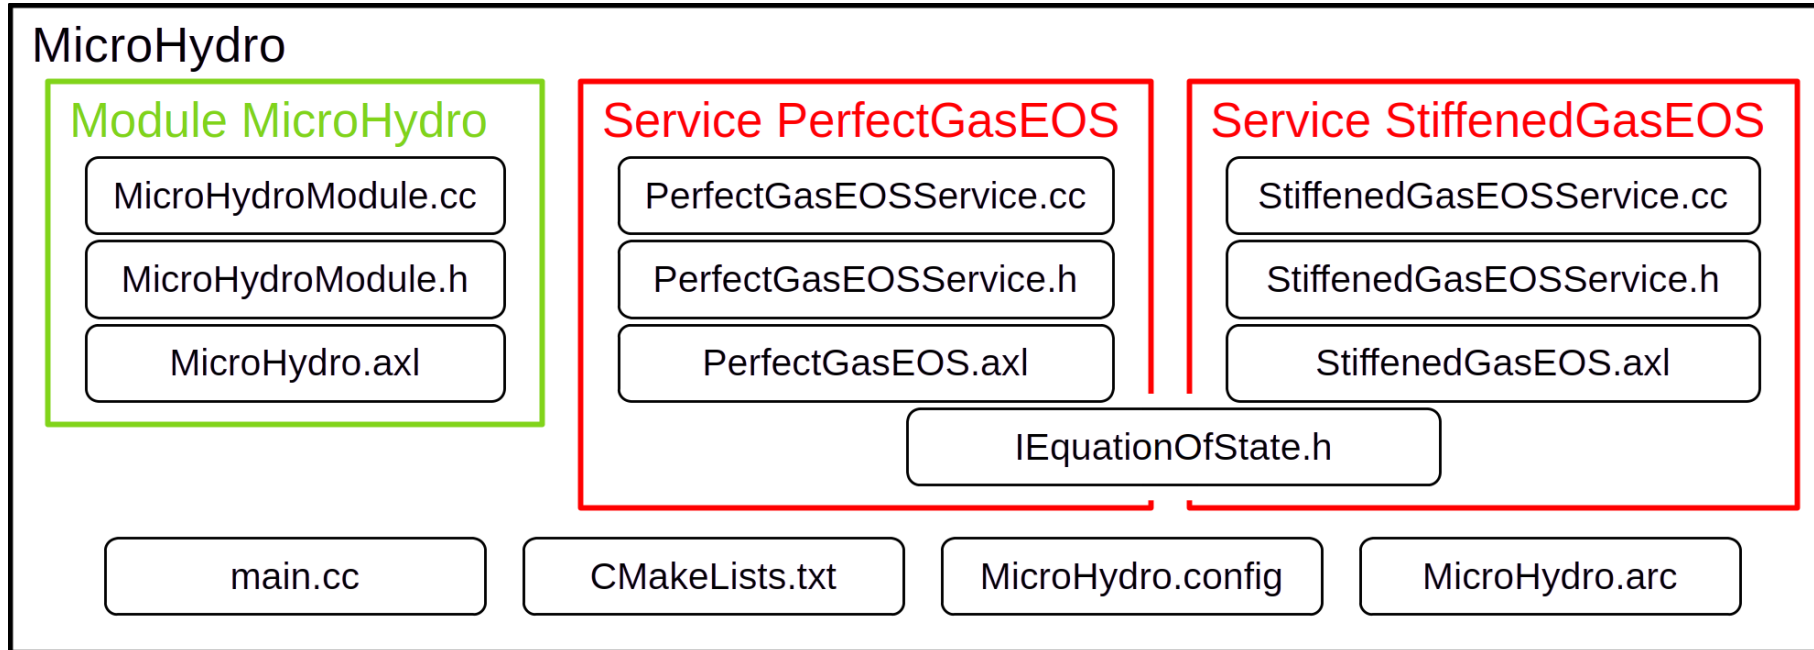 MicroHydro
Module MicroHydro
MicroHydroModule.cc
MicroHydroModule.h
MicroHydro.axl
Service PerfectGasEOS
PerfectGasEOSService.cc
PerfectGasEOSService.h
PerfectGasEOS.axl
Service StiffenedGasEOS
StiffenedGasEOSService.cc
StiffenedGasEOSService.h
StiffenedGasEOS.axl
IEquationOfState.h
main.cc
CMakeLists.txt
MicroHydro.config
MicroHydro.arc